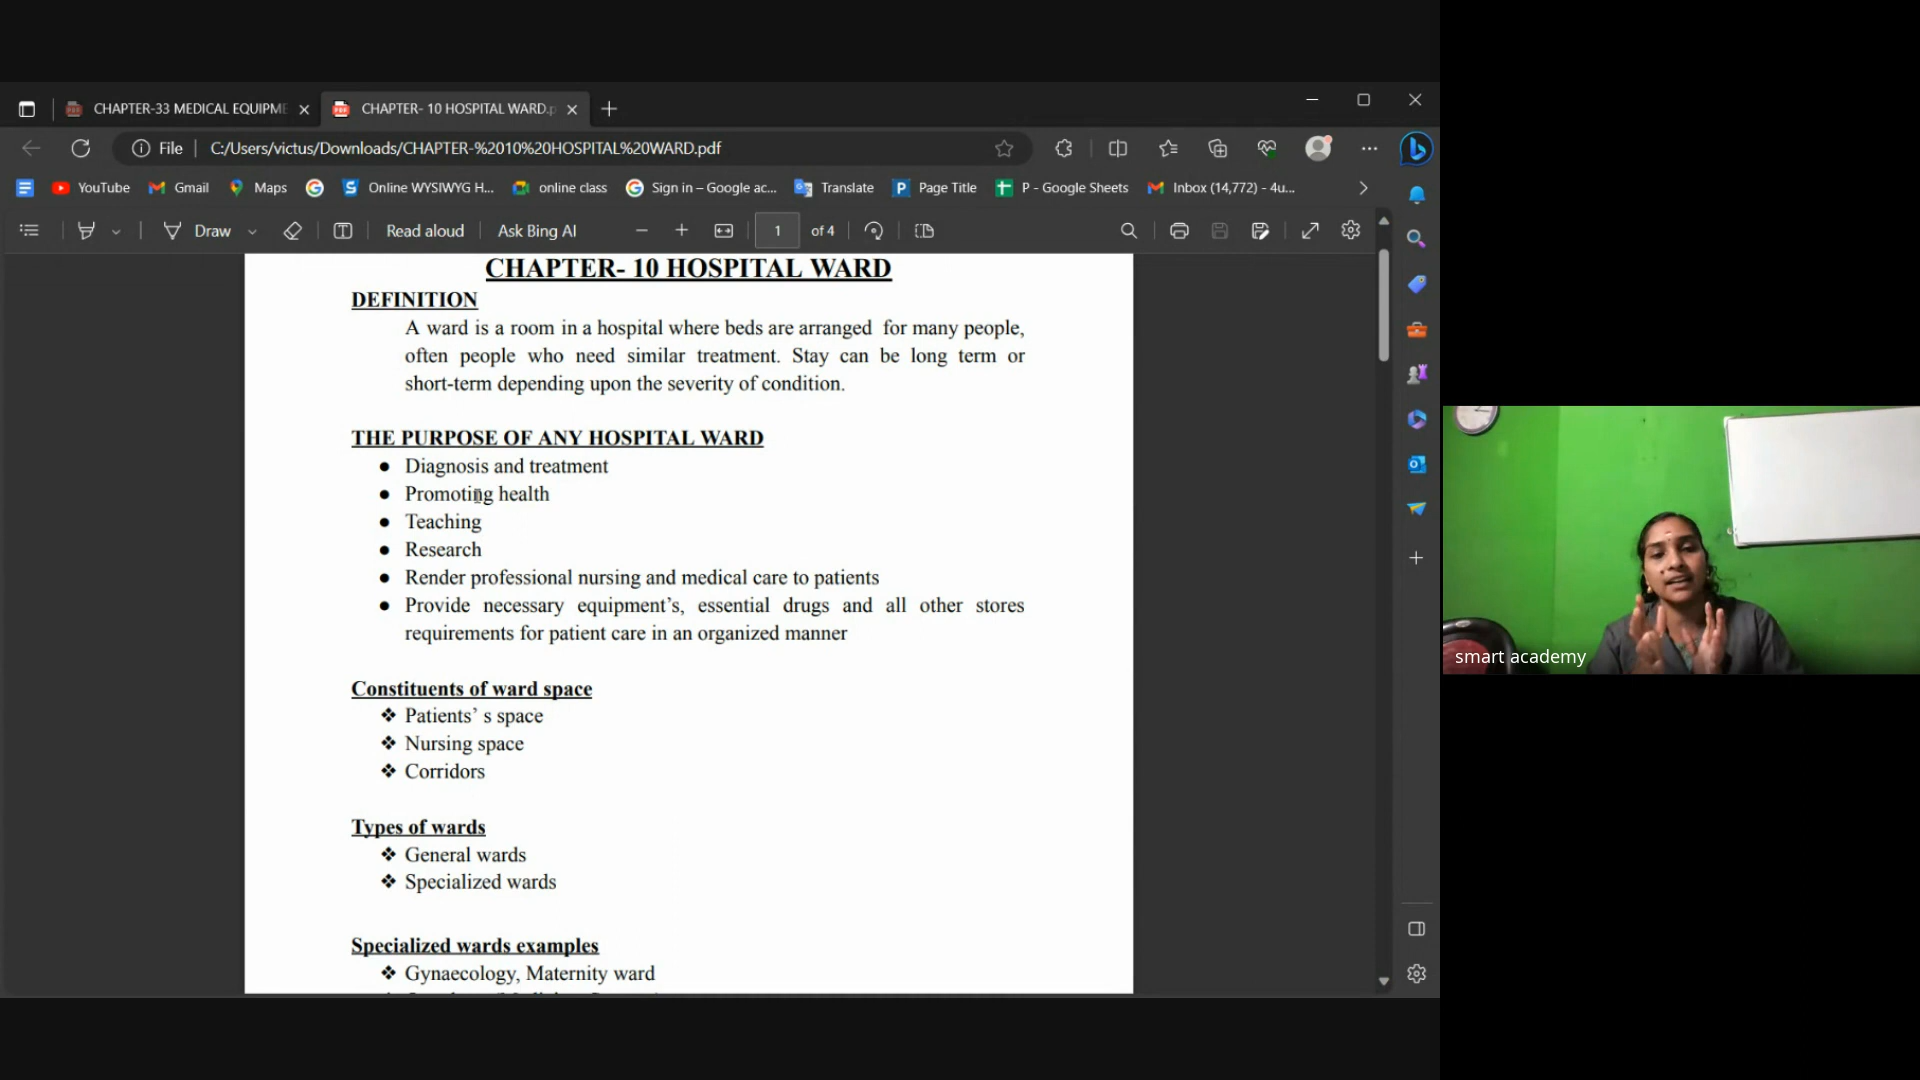 CHAPTER-33 MEDICAL EQUIPME
CHAPTER- 10 HOSPITAL WARD.p
File
C:/Users/victus/Downloads/CHAPTER-%2010%20HOSPITAL%20WARD.pdf
YouTube
Gmail
Maps
Online WYSIWYG H...
online class
Sign in – Google ac...
Translate
Page Title
P - Google Sheets
Inbox (14,772) - 4u...
Draw
Read aloud
Ask Bing AI
1 of 4
CHAPTER- 10 HOSPITAL WARD
DEFINITION
A ward is a room in a hospital where beds are arranged for many people,
often people who need similar treatment. Stay can be long term or
short-term depending upon the severity of condition.
THE PURPOSE OF ANY HOSPITAL WARD
● Diagnosis and treatment
● Promoting health
● Teaching
● Research
● Render professional nursing and medical care to patients
● Provide necessary equipment's, essential drugs and all other stores
requirements for patient care in an organized manner
Constituents of ward space
❖ Patients' s space
❖ Nursing space
❖ Corridors
Types of wards
❖ General wards
❖ Specialized wards
Specialized wards examples
❖ Gynaecology, Maternity ward
smart academy